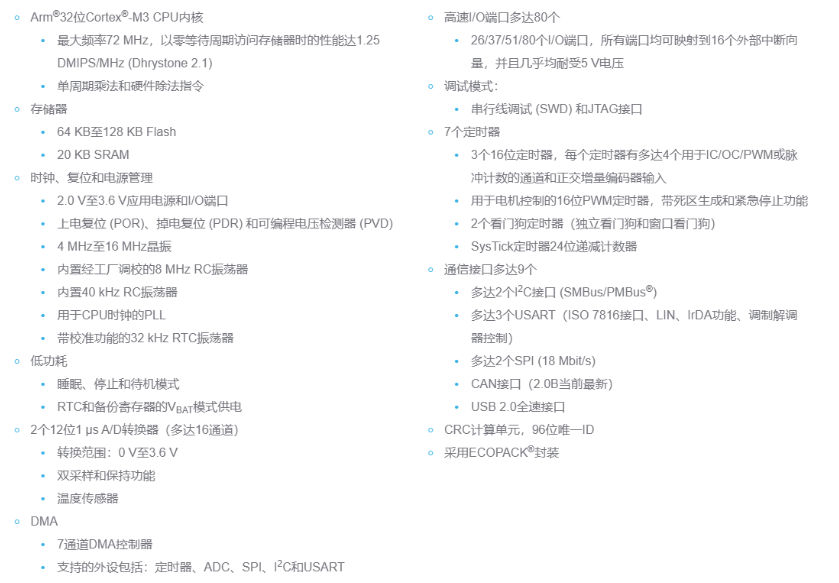 Arm®32位Cortex®-M3 CPU内核
最大频率72 MHz，以零等待周期访问存储器时的性能达1.25
DMIPS/MHz (Dhrystone 2.1)
单周期乘法和硬件除法指令
存储器
64 KB至128 KB Flash
20 KB SRAM
时钟、复位和电源管理
2.0 V至3.6 V应用电源和I/O端口
上电复位 (POR)、掉电复位 (PDR) 和可编程电压检测器 (PVD)
4 MHz至16 MHz晶振
内置经工厂调校的8 MHz RC振荡器
内置40 kHz RC振荡器
用于CPU时钟的PLL
带校准功能的32 kHz RTC振荡器
低功耗
睡眠、停止和待机模式
RTC和备份寄存器的VBAT模式供电
2个12位1 µs A/D转换器（多达16通道）
转换范围：0 V至3.6 V
双采样和保持功能
温度传感器
DMA
7通道DMA控制器
支持的外设包括：定时器、ADC、SPI、I²C和USART
高速I/O端口多达80个
26/37/51/80个I/O端口，所有端口均可映射到16个外部中断向
量，并且几乎均耐受5 V电压
调试模式：
串行线调试 (SWD) 和JTAG接口
7个定时器
3个16位定时器，每个定时器有多达4个用于IC/OC/PWM或脉
冲计数的通道和正交增量编码器输入
用于电机控制的16位PWM定时器，带死区生成和紧急停止功能
2个看门狗定时器（独立看门狗和窗口看门狗）
SysTick定时器24位递减计数器
通信接口多达9个
多达2个I²C接口 (SMBus/PMBus®)
多达3个USART（ISO 7816接口、LIN、IrDA功能、调制解调
器控制）
多达2个SPI (18 Mbit/s)
CAN接口（2.0B当前最新）
USB 2.0全速接口
CRC计算单元，96位唯一ID
采用ECOPACK®封装